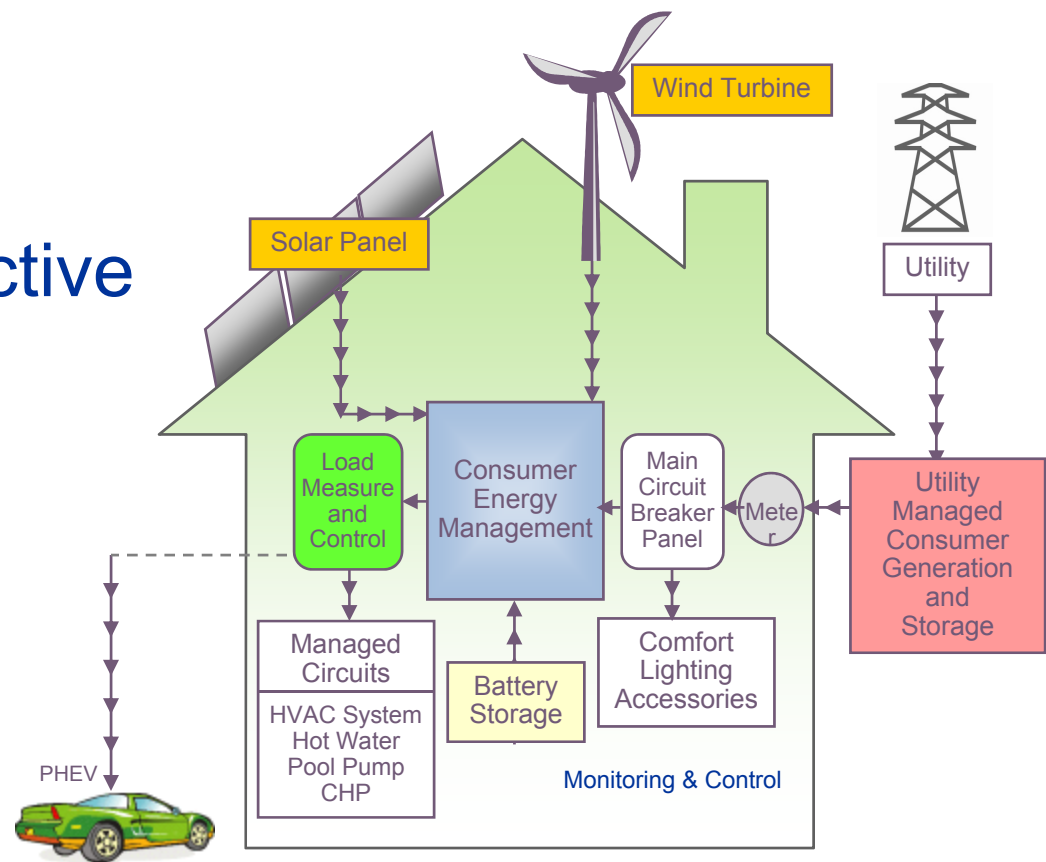 Wind Turbine
Solar Panel
ctive
Utility
Load
Measure
and
Control
Consumer
Energy
Management
Main
Circuit
Breaker
Panel
Mete
r
Utility
Managed
Consumer
Generation
and
Storage
Managed
Circuits
HVAC System
Hot Water
Pool Pump
CHP
Battery
Storage
Comfort
Lighting
Accessories
PHEV
Monitoring & Control